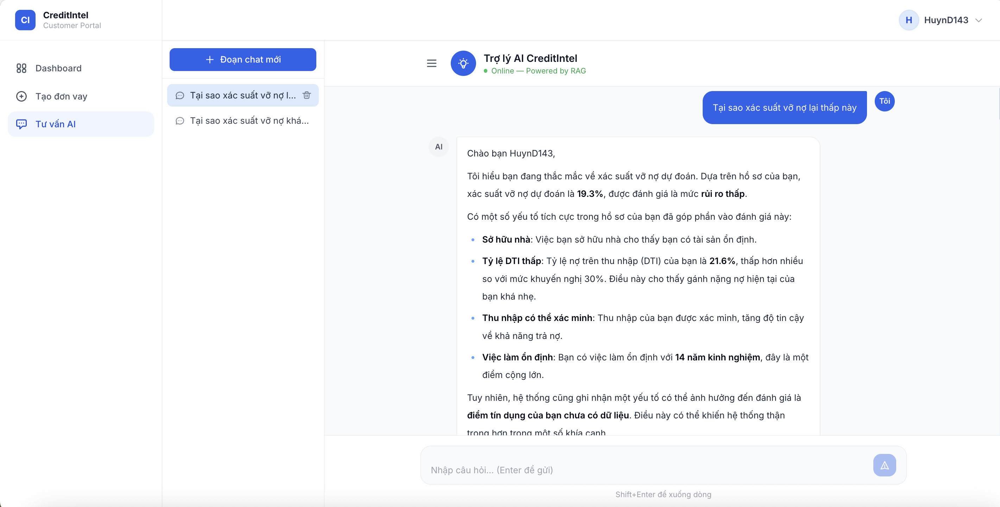 CI
CreditIntel
Customer Portal
H
HuynD143
Dashboard
Tạo đơn vay
Tư vấn AI
Đoạn chat mới
Tại sao xác suất vỡ nợ l...
Tại sao xác suất vỡ nợ khá...
Trợ lý AI CreditIntel
Online — Powered by RAG
Tại sao xác suất vỡ nợ lại thấp này
Tôi
AI
Chào bạn HuynD143,
Tôi hiểu bạn đang thắc mắc về xác suất vỡ nợ dự đoán. Dựa trên hồ sơ của bạn,
xác suất vỡ nợ dự đoán là 19.3%, được đánh giá là mức rủi ro thấp.
Có một số yếu tố tích cực trong hồ sơ của bạn đã góp phần vào đánh giá này:
• Sở hữu nhà: Việc bạn sở hữu nhà cho thấy bạn có tài sản ổn định.
• Tỷ lệ DTI thấp: Tỷ lệ nợ trên thu nhập (DTI) của bạn là 21.6%, thấp hơn nhiều
so với mức khuyến nghị 30%. Điều này cho thấy gánh nặng nợ hiện tại của
bạn khá nhẹ.
• Thu nhập có thể xác minh: Thu nhập của bạn được xác minh, tăng độ tin cậy
về khả năng trả nợ.
• Việc làm ổn định: Bạn có việc làm ổn định với 14 năm kinh nghiệm, đây là một
điểm cộng lớn.
Tuy nhiên, hệ thống cũng ghi nhận một yếu tố có thể ảnh hưởng đến đánh giá là
điểm tín dụng của bạn chưa có dữ liệu. Điều này có thể khiến hệ thống thận
trọng hơn trong một số khía cạnh
Nhập câu hỏi... (Enter để gửi)
Shift+Enter để xuống dòng